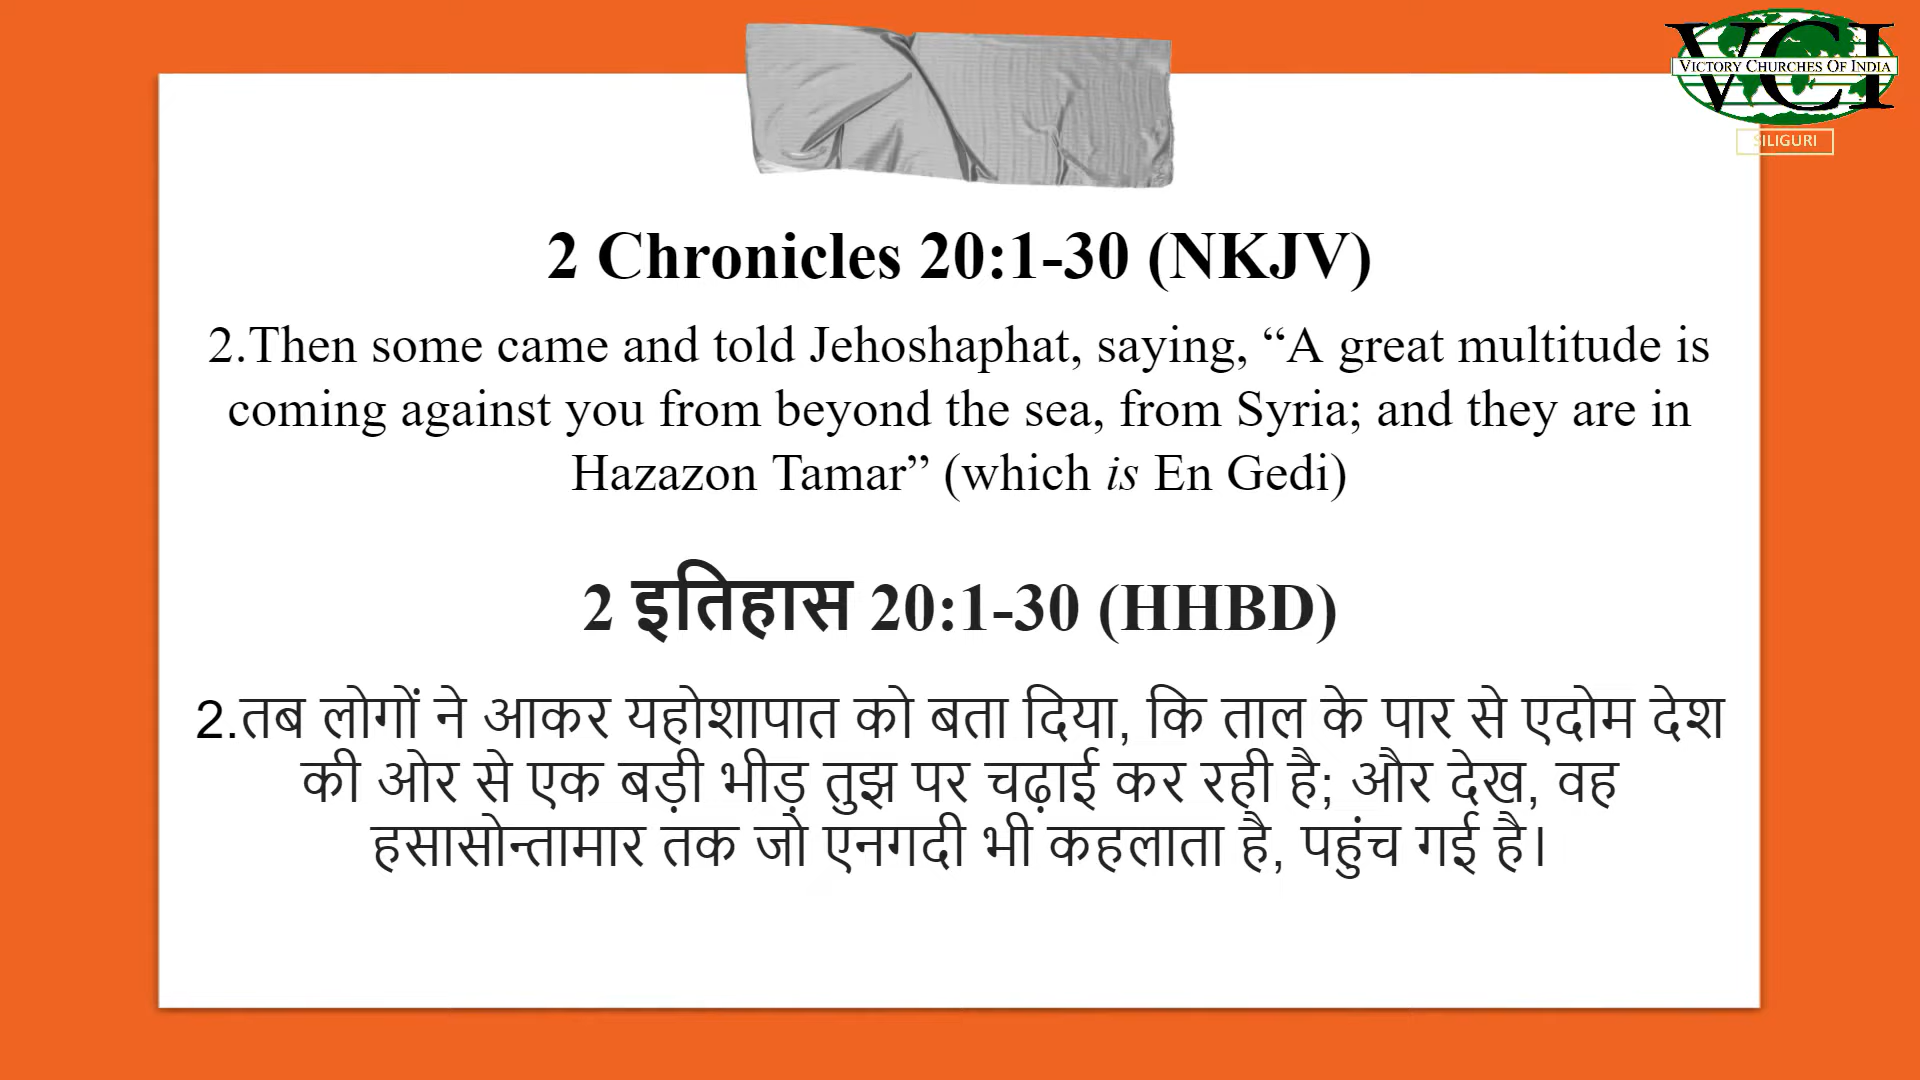 VCI
VICTORY CHURCHES OF INDIA
SILIGURI
2 Chronicles 20:1-30 (NKJV)
2.Then some came and told Jehoshaphat, saying, “A great multitude is
coming against you from beyond the sea, from Syria; and they are in
Hazazon Tamar” (which is En Gedi)
2 इतिहास 20:1-30 (HHBD)
2.तब लोगों ने आकर यहोशापात को बता दिया, कि ताल के पार से एदोम देश
की ओर से एक बड़ी भीड़ तुझ पर चढ़ाई कर रही है; और देख, वह
हसासोन्तामार तक जो एनगदी भी कहलाता है, पहुंच गई है।